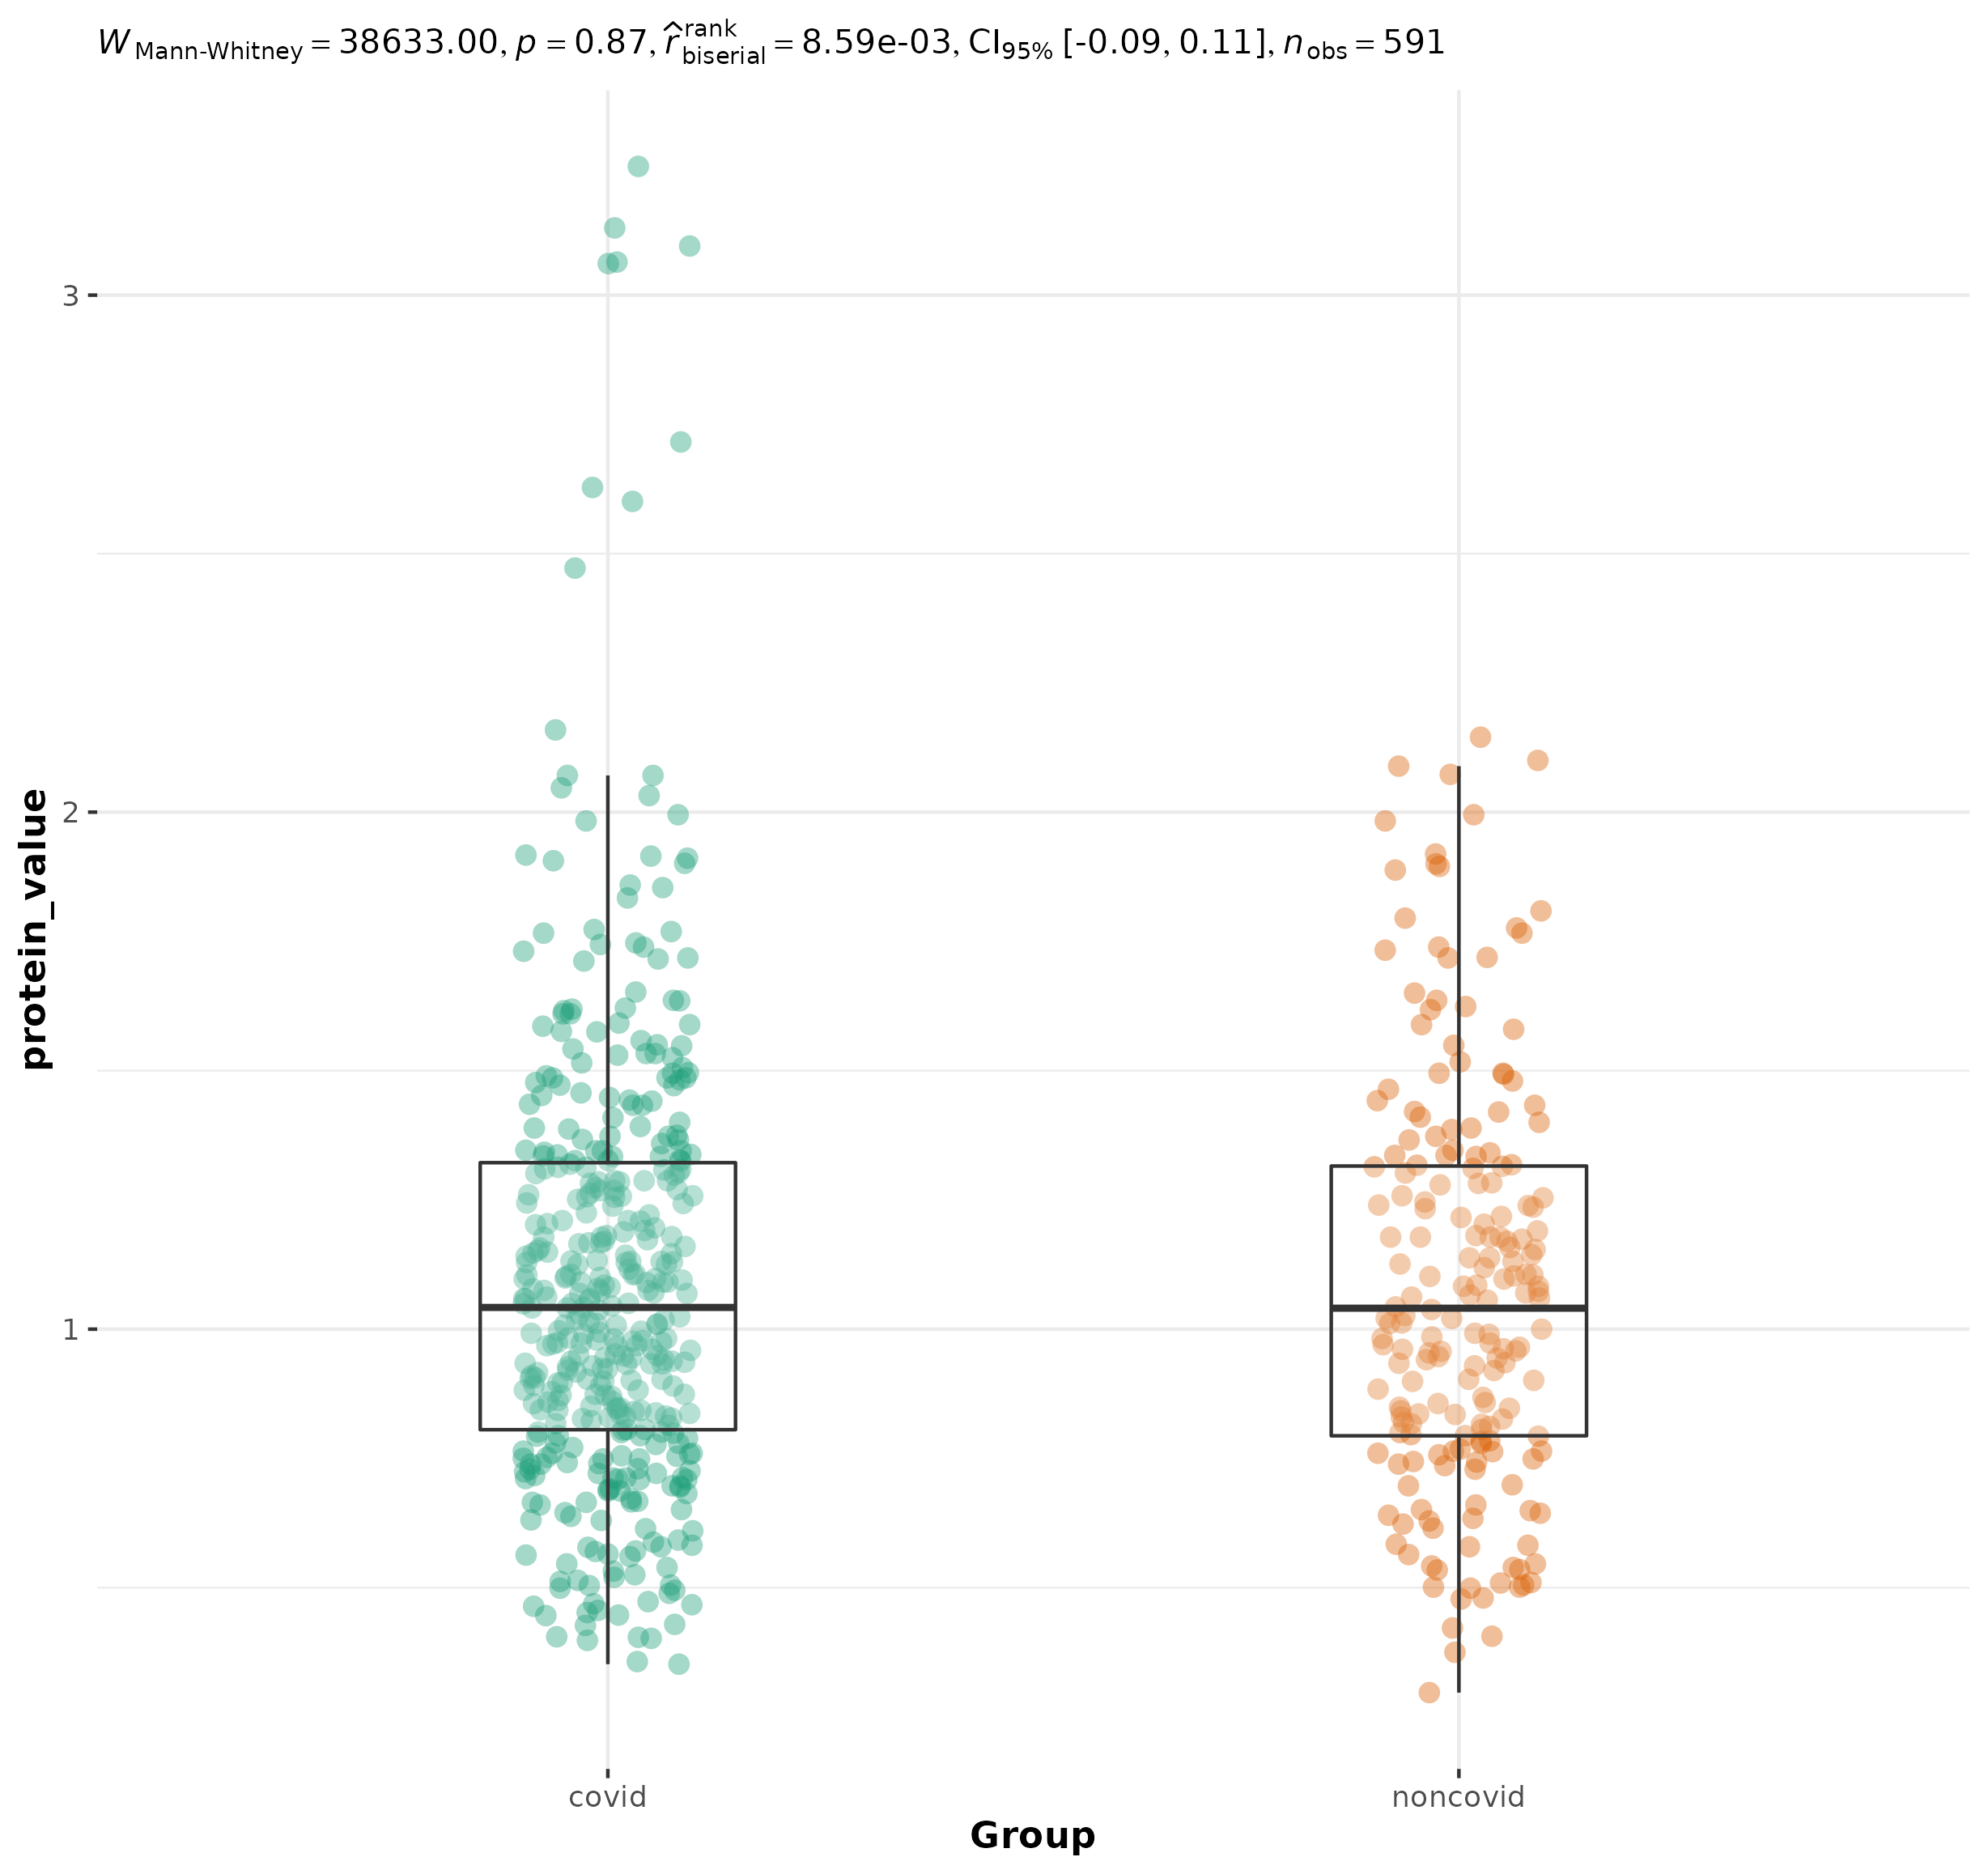 W Mann-Whitney = 38633.00, p = 0.87, r̂ rank biserial = 8.59e-03, CI95% [-0.09, 0.11], nobs = 591
protein_value
3
2
1
covid noncovid
Group